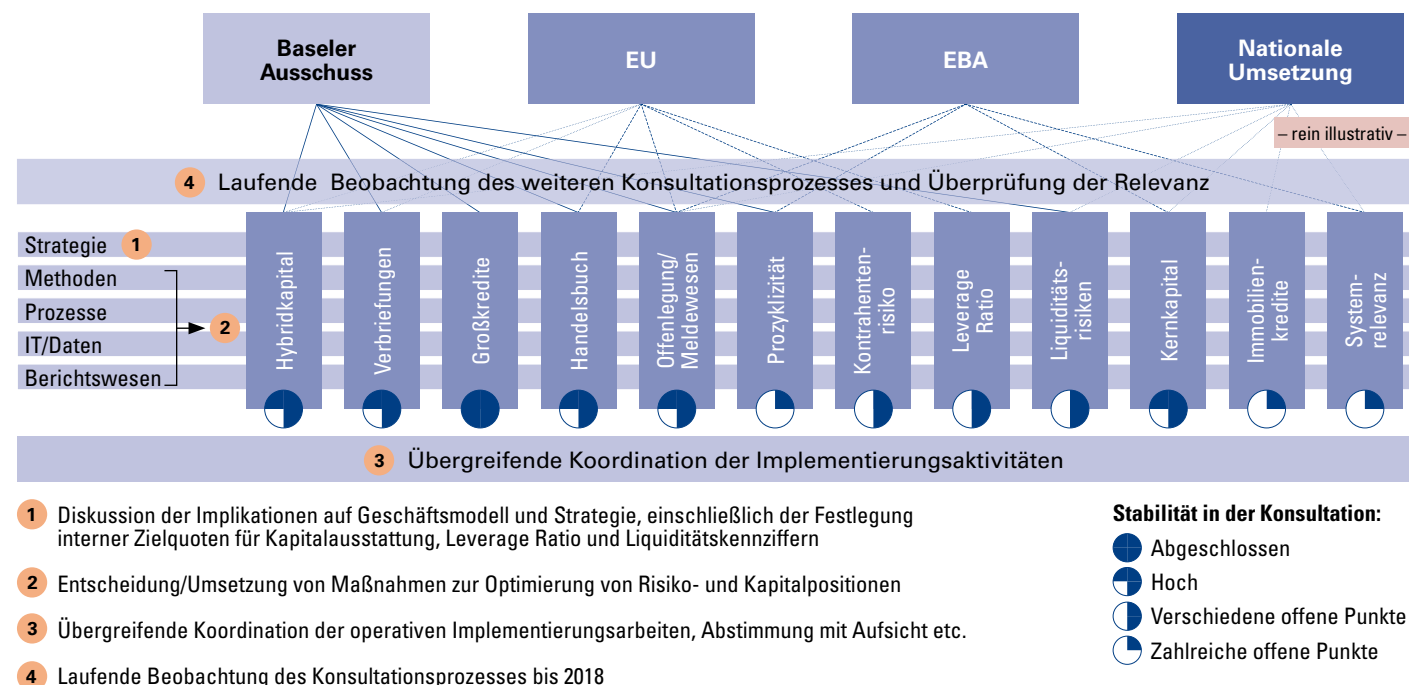 Baseler
Ausschuss
EU
EBA
Nationale
Umsetzung
– rein illustrativ –
4 Laufende Beobachtung des weiteren Konsultationsprozesses und Überprüfung der Relevanz
Strategie 1
Methoden
Prozesse
IT/Daten
Berichtswesen
2
Hybridkapital
Verbriefungen
Großkredite
Handelsbuch
Offenlegung/
Meldewesen
Prozyklizität
Kontrahenten-
risiko
Leverage
Ratio
Liquiditäts-
risiken
Kernkapital
Immobilien-
kredite
System-
relevanz
3 Übergreifende Koordination der Implementierungsaktivitäten
1 Diskussion der Implikationen auf Geschäftsmodell und Strategie, einschließlich der Festlegung
interner Zielquoten für Kapitalausstattung, Leverage Ratio und Liquiditätskennziffern
2 Entscheidung/Umsetzung von Maßnahmen zur Optimierung von Risiko- und Kapitalpositionen
3 Übergreifende Koordination der operativen Implementierungsarbeiten, Abstimmung mit Aufsicht etc.
4 Laufende Beobachtung des Konsultationsprozesses bis 2018
Stabilität in der Konsultation:
Abgeschlossen
Hoch
Verschiedene offene Punkte
Zahlreiche offene Punkte